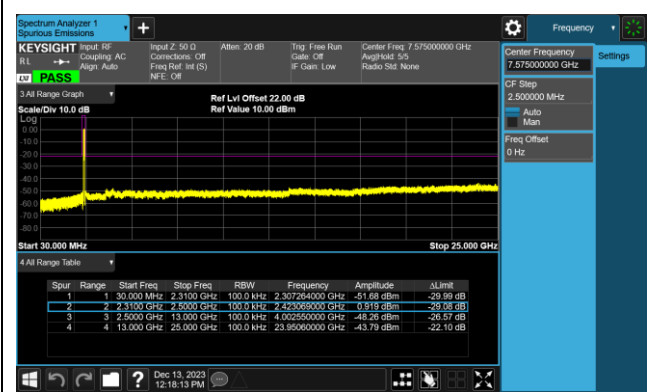 Spectrum Analyzer 1
Spurious Emissions
Frequency
KEYSIGHT
RL
LXI
PASS
Input: RF
Coupling: AC
Align: Auto
Input Z: 50 Ω
Corrections: Off
Freq Ref: Int (S)
NFE: Off
Atten: 20 dB
Trig: Free Run
Gate: Off
IF Gain: Low
Center Freq: 7.575000000 GHz
Avg|Hold: 5/5
Radio Std: None
Center Frequency
7.575000000 GHz
Settings
CF Step
2.500000 MHz
Auto
Man
Freq Offset
0 Hz
3 All Range Graph
Scale/Div 10.0 dB
Ref Lvl Offset 22.00 dB
Ref Value 10.00 dBm
Log
0.00
-10.0
-20.0
-30.0
-40.0
-50.0
-60.0
-70.0
-80.0
Start 30.000 MHz
Stop 25.000 GHz
4 All Range Table
Spur Range Start Freq Stop Freq RBW Frequency Amplitude ΔLimit
1 1 30.000 MHz 2.3100 GHz 100.0 kHz 2.307264000 GHz -51.68 dBm -29.99 dB
2 2 2.3100 GHz 2.5000 GHz 100.0 kHz 2.423069000 GHz 0.919 dBm -29.08 dB
3 3 2.5000 GHz 13.000 GHz 100.0 kHz 4.002550000 GHz -48.26 dBm -26.57 dB
4 4 13.000 GHz 25.000 GHz 100.0 kHz 23.95060000 GHz -43.79 dBm -22.10 dB
Dec 13, 2023
12:18:13 PM